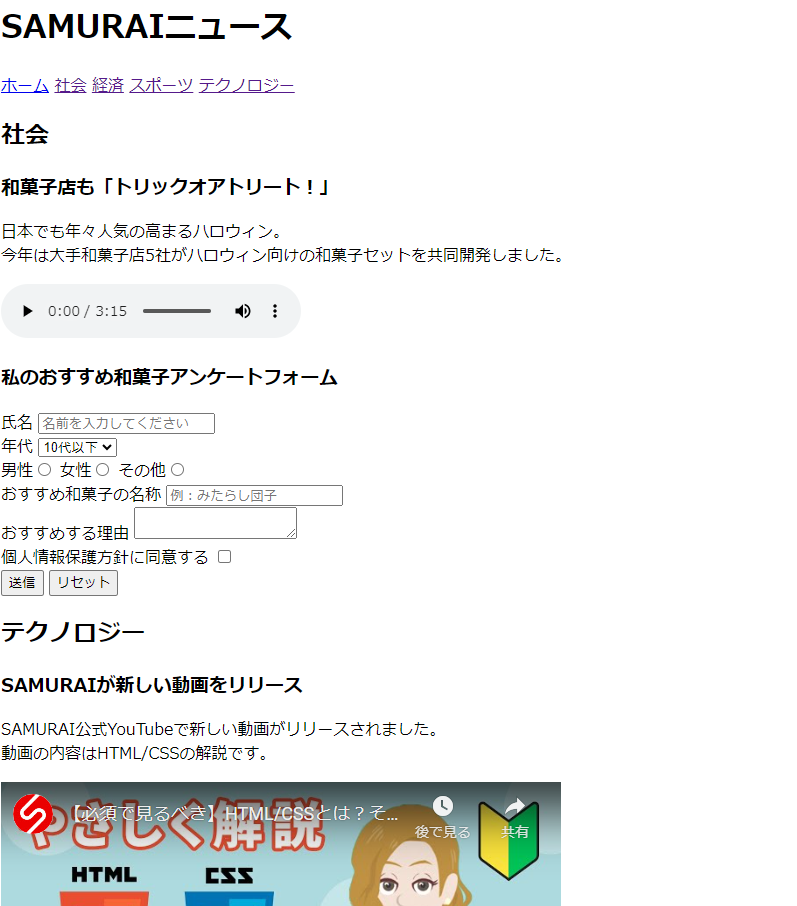 SAMURAIニュース
ホーム 社会 経済 スポーツ テクノロジー
社会
和菓子店も「トリックオアトリート！」
日本でも年々人気の高まるハロウィン。
今年は大手和菓子店5社がハロウィン向けの和菓子セットを共同開発しました。
0:00 / 3:15
私のおすすめ和菓子アンケートフォーム
氏名 名前を入力してください
年代 10代以下
男性 女性 その他
おすすめ和菓子の名称 例：みたらし団子
おすすめする理由
個人情報保護方針に同意する
送信 リセット
テクノロジー
SAMURAIが新しい動画をリリース
SAMURAI公式YouTubeで新しい動画がリリースされました。
動画の内容はHTML/CSSの解説です。
【必須で見るべき】HTML/CSSとは？そ...
後で見る 共有
やさしく解説
HTML CSS